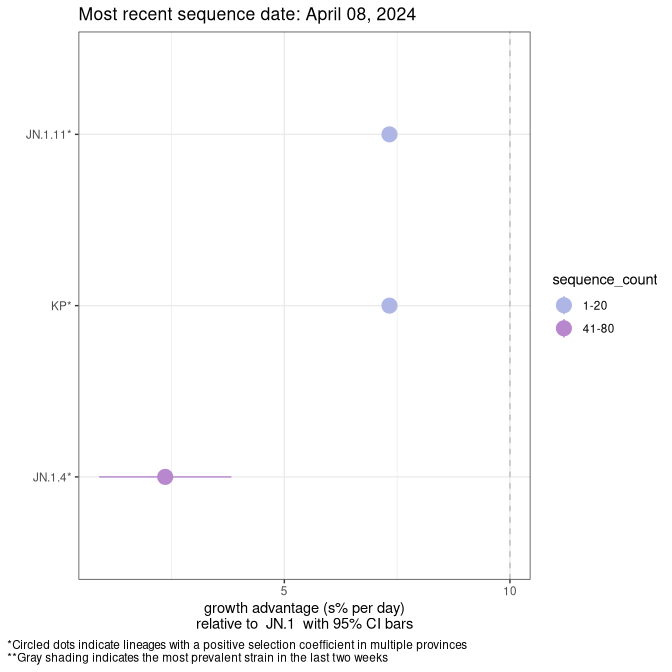 Most recent sequence date: April 08, 2024
JN.1.11*
KP*
JN.1.4*
5
10
growth advantage (s% per day)
relative to JN.1 with 95% CI bars
sequence_count
1-20
41-80
*Circled dots indicate lineages with a positive selection coefficient in multiple provinces
**Gray shading indicates the most prevalent strain in the last two weeks